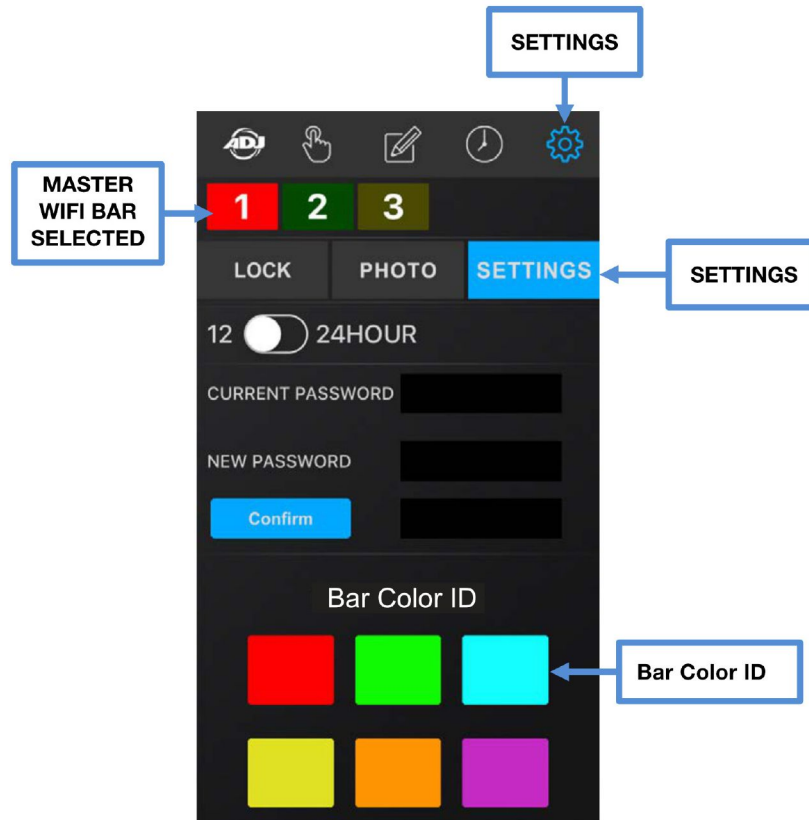 SETTINGS
ADJ
MASTER
WIFI BAR
SELECTED
1 2 3
LOCK PHOTO SETTINGS
SETTINGS
12 24HOUR
CURRENT PASSWORD
NEW PASSWORD
Confirm
Bar Color ID
Bar Color ID